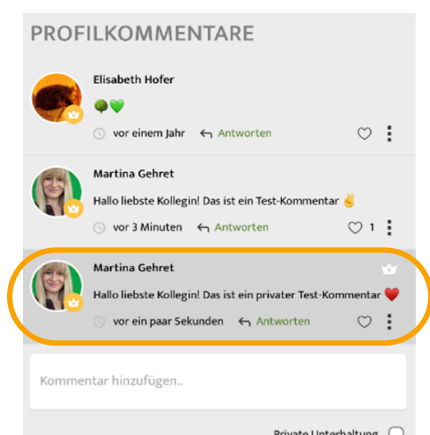 PROFILKOMMENTARE
Elisabeth Hofer
🌳💚
vor einem Jahr Antworten
Martina Gehret
Hallo liebste Kollegin! Das ist ein Test-Kommentar ✌
vor 3 Minuten Antworten 1
Martina Gehret
Hallo liebste Kollegin! Das ist ein privater Test-Kommentar ❤️
vor ein paar Sekunden Antworten
Kommentar hinzufügen..
Private Unterhaltung